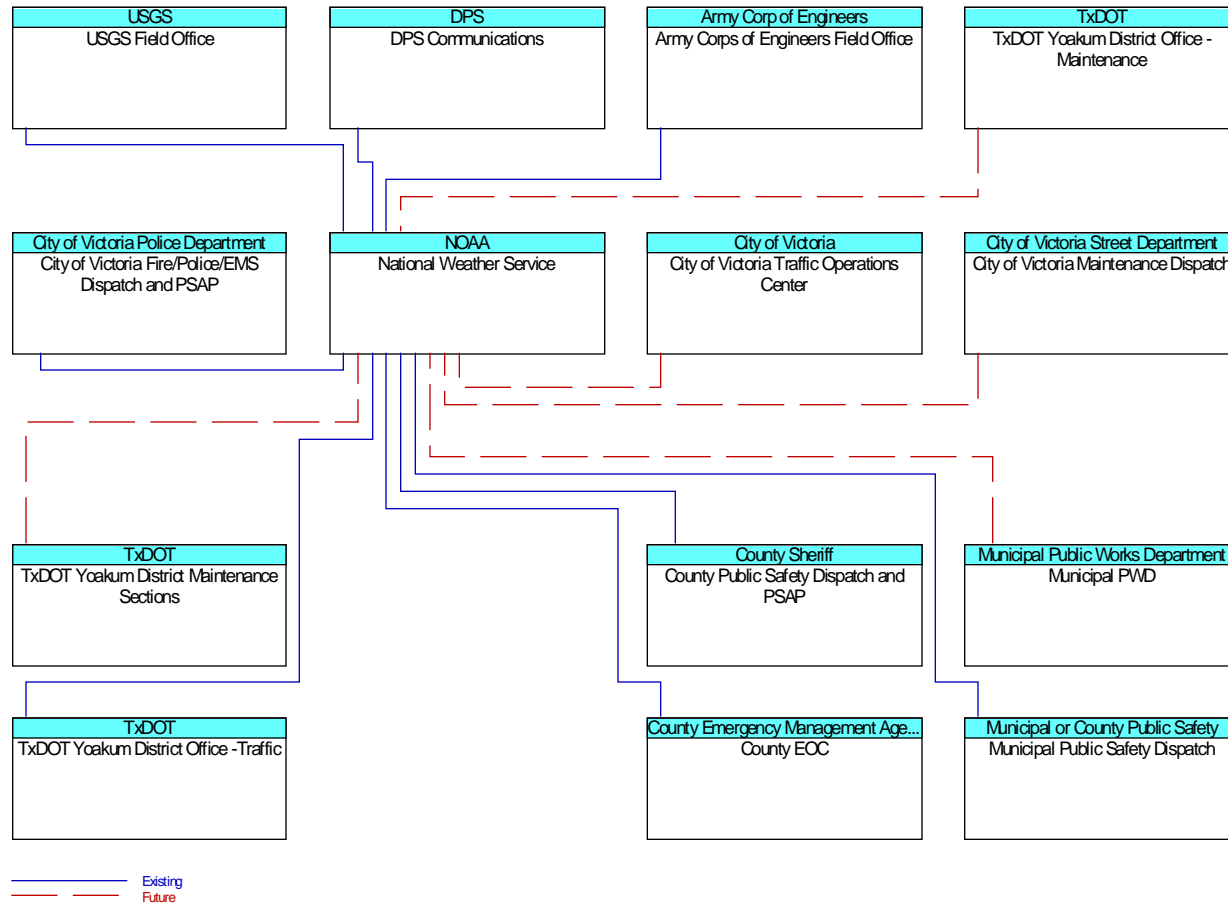 USGS
USGS Field Office
DPS
DPS Communications
Army Corp of Engineers
Army Corps of Engineers Field Office
TxDOT
TxDOT Yoakum District Office -
Maintenance
City of Victoria Police Department
City of Victoria Fire/Police/EMS
Dispatch and PSAP
NOAA
National Weather Service
City of Victoria
City of Victoria Traffic Operations
Center
City of Victoria Street Department
City of Victoria Maintenance Dispatch
TxDOT
TxDOT Yoakum District Maintenance
Sections
County Sheriff
County Public Safety Dispatch and
PSAP
Municipal Public Works Department
Municipal PWD
TxDOT
TxDOT Yoakum District Office -Traffic
County Emergency Management Age...
County EOC
Municipal or County Public Safety
Municipal Public Safety Dispatch
Existing
Future